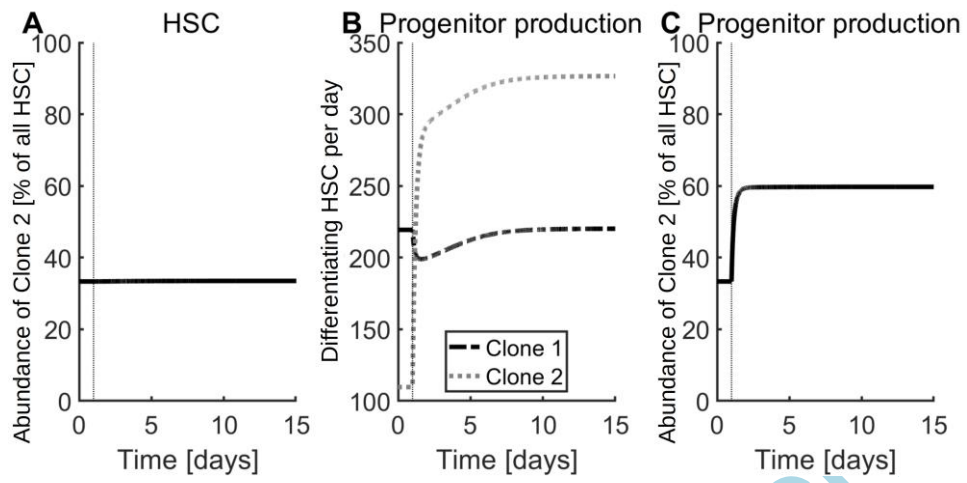 A HSC
Abundance of Clone 2 [% of all HSC]
100
80
60
40
20
0
0 5 10 15
Time [days]
B Progenitor production
Differentiating HSC per day
350
300
250
200
150
100
Clone 1
Clone 2
0 5 10 15
Time [days]
C Progenitor production
Abundance of Clone 2 [% of all HSC]
100
80
60
40
20
0
0 5 10 15
Time [days]